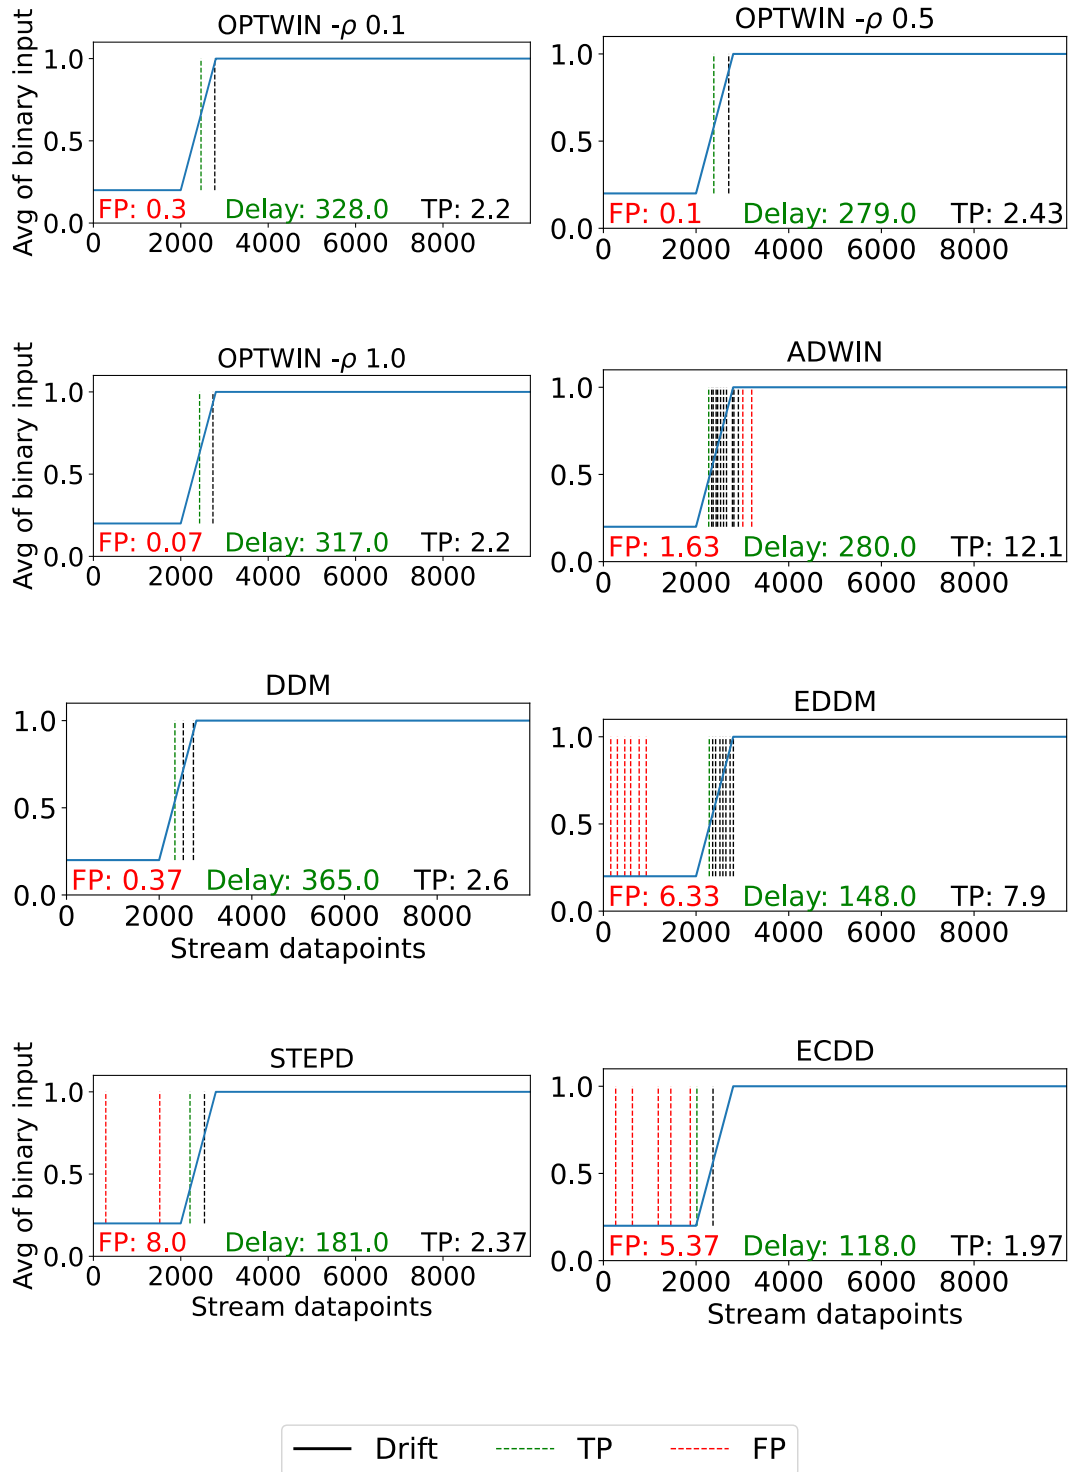 OPTWIN -ρ 0.1
Avg of binary input
1.0
0.5
0.0
FP: 0.3 Delay: 328.0 TP: 2.2
0 2000 4000 6000 8000
OPTWIN -ρ 0.5
1.0
0.5
0.0
FP: 0.1 Delay: 279.0 TP: 2.43
0 2000 4000 6000 8000
OPTWIN -ρ 1.0
Avg of binary input
1.0
0.5
0.0
FP: 0.07 Delay: 317.0 TP: 2.2
0 2000 4000 6000 8000
ADWIN
1.0
0.5
0.0
FP: 1.63 Delay: 280.0 TP: 12.1
0 2000 4000 6000 8000
DDM
1.0
0.5
0.0
FP: 0.37 Delay: 365.0 TP: 2.6
0 2000 4000 6000 8000
Stream datapoints
EDDM
1.0
0.5
0.0
FP: 6.33 Delay: 148.0 TP: 7.9
0 2000 4000 6000 8000
STEPD
Avg of binary input
1.0
0.5
0.0
FP: 8.0 Delay: 181.0 TP: 2.37
0 2000 4000 6000 8000
Stream datapoints
ECDD
1.0
0.5
0.0
FP: 5.37 Delay: 118.0 TP: 1.97
0 2000 4000 6000 8000
Stream datapoints
Drift TP FP